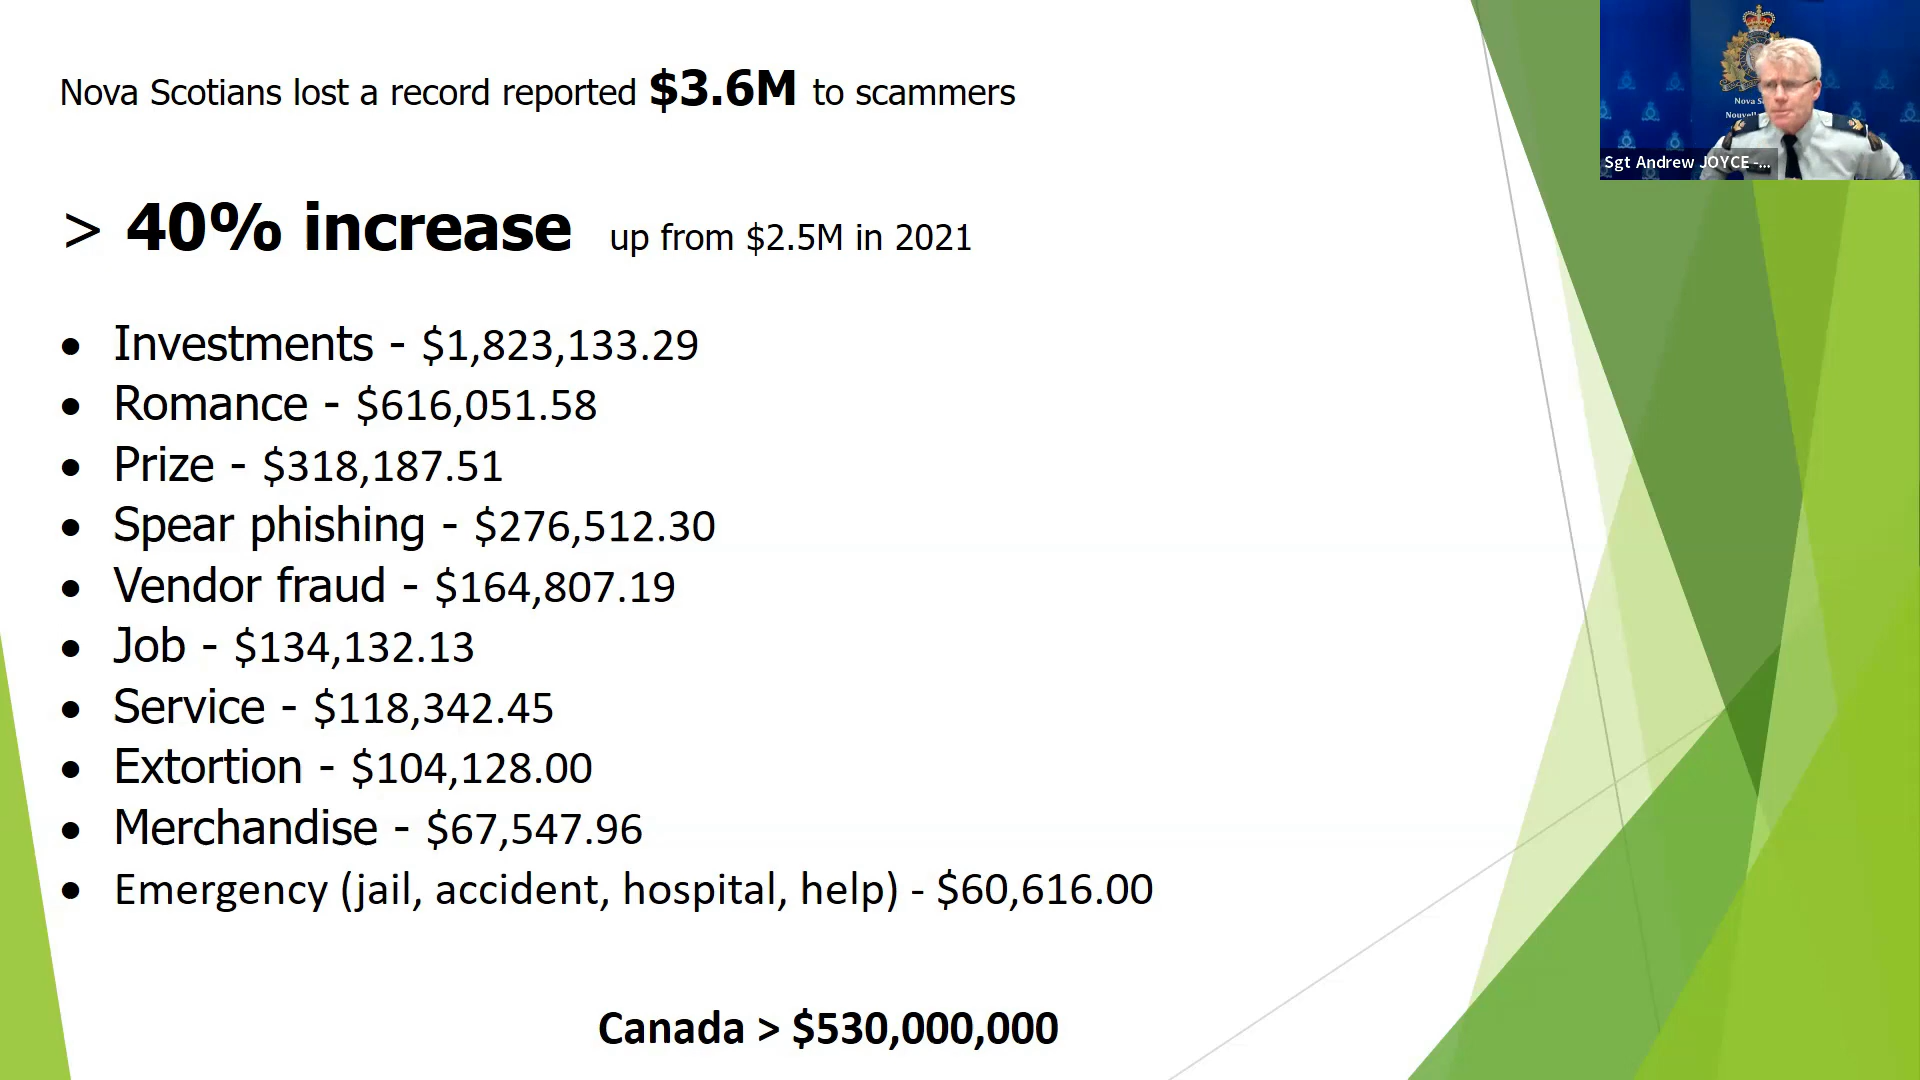 Nova Scotians lost a record reported $3.6M to scammers
> 40% increase up from $2.5M in 2021
• Investments - $1,823,133.29
• Romance - $616,051.58
• Prize - $318,187.51
• Spear phishing - $276,512.30
• Vendor fraud - $164,807.19
• Job - $134,132.13
• Service - $118,342.45
• Extortion - $104,128.00
• Merchandise - $67,547.96
• Emergency (jail, accident, hospital, help) - $60,616.00
Canada > $530,000,000
Nova
Sgt Andrew JOYCE -...